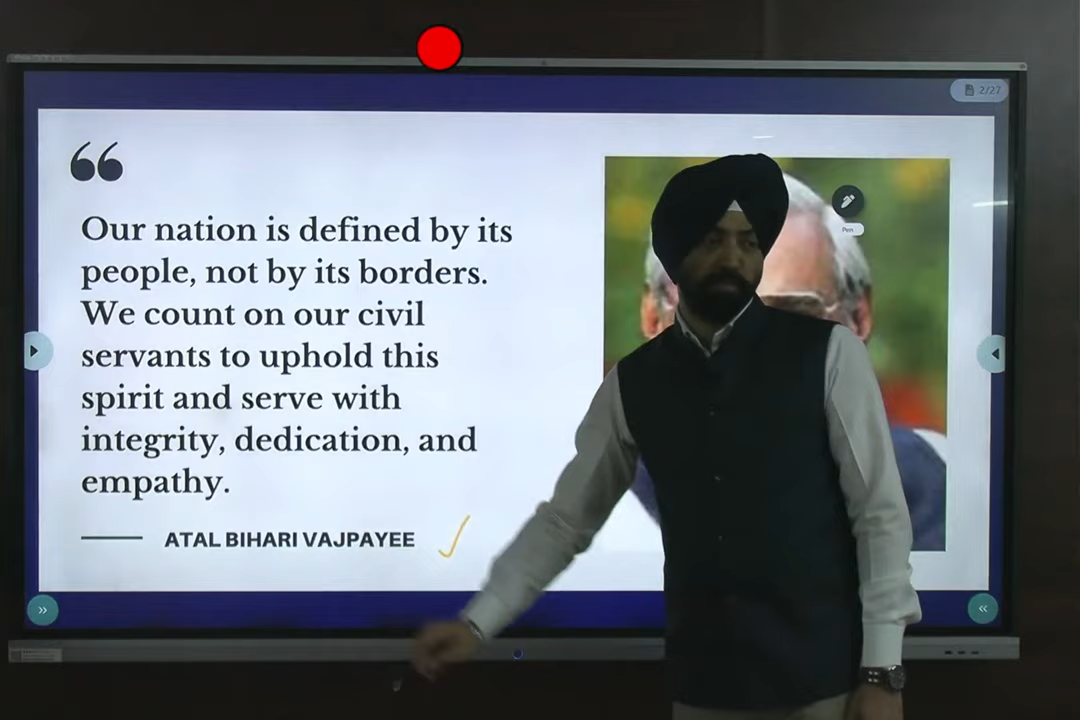 2/27
“
Our nation is defined by its
people, not by its borders.
We count on our civil
servants to uphold this
spirit and serve with
integrity, dedication, and
empathy.
ATAL BIHARI VAJPAYEE
Pen